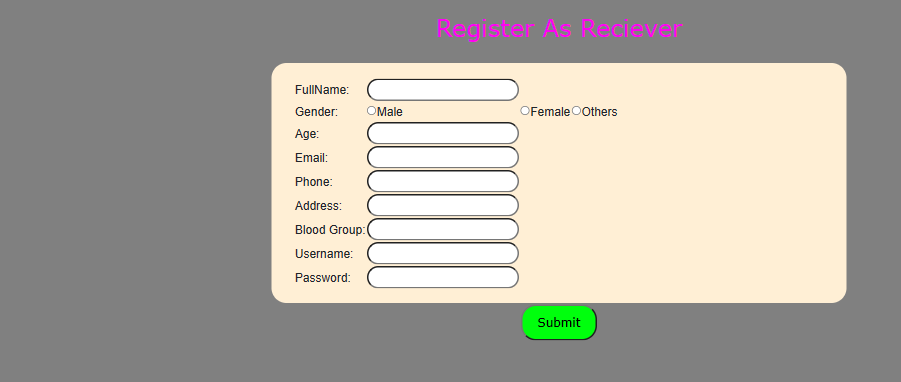 Register As Reciever
FullName:
Gender: Male Female Others
Age:
Email:
Phone:
Address:
Blood Group:
Username:
Password:
Submit